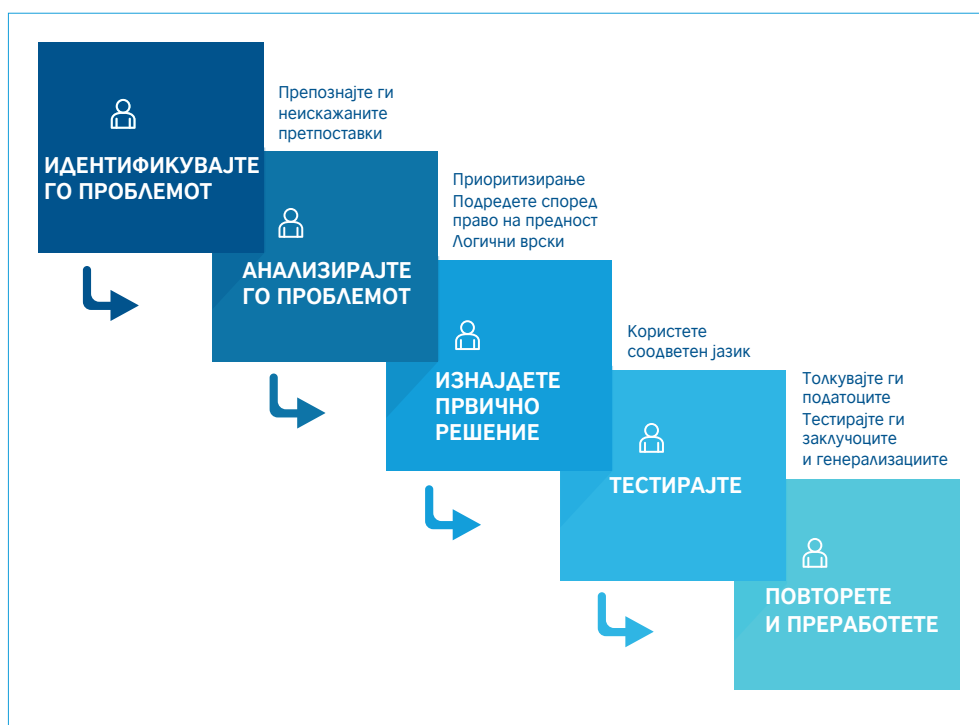 ИДЕНТИФИКУВАЈТЕ
ГО ПРОБЛЕМОТ
Препознајте ги
неискажаните
претпоставки
АНАЛИЗИРАЈТЕ
ГО ПРОБЛЕМОТ
Приоритизирање
Подредете според
право на предност
Логични врски
ИЗНАЈДЕТЕ
ПРВИЧНО
РЕШЕНИЕ
Користете
соодветен јазик
ТЕСТИРАЈТЕ
Толкувајте ги
податоците
Тестирајте ги
заклучоците
и генерализациите
ПОВТОРЕТЕ
И ПРЕРАБОТЕТЕ